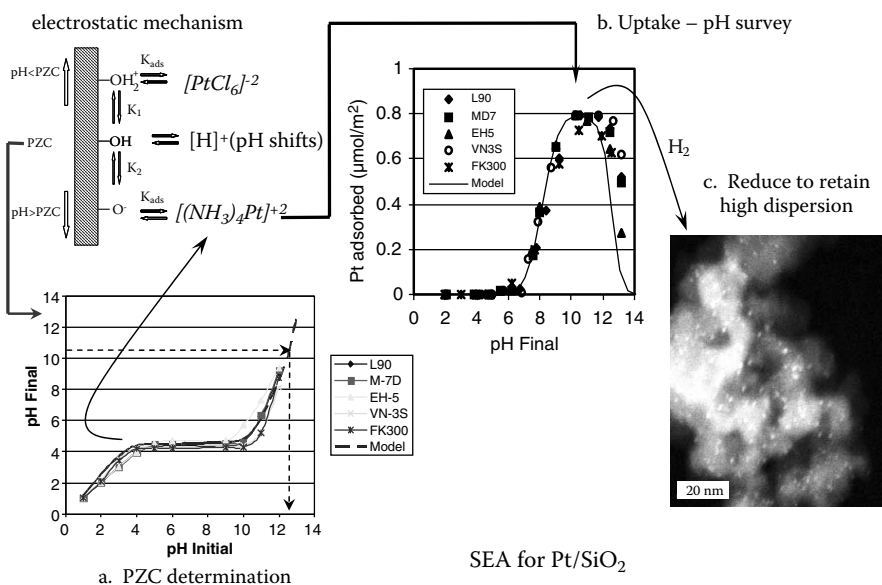 electrostatic mechanism
pH<PZC
OH2+
Kads
[PtCl6]-2
K1
PZC
OH
[H]+(pH shifts)
K2
pH>PZC
O-
Kads
[(NH3)4Pt]+2
b. Uptake – pH survey
Pt adsorbed (µmol/m2)
1
0.8
0.6
0.4
0.2
0
L90
MD7
EH5
VN3S
FK300
Model
0 2 4 6 8 10 12 14
pH Final
H2
c. Reduce to retain
high dispersion
20 nm
pH Final
14
12
10
8
6
4
2
0
0 2 4 6 8 10 12 14
pH Initial
L90
M-7D
EH-5
VN-3S
FK300
Model
a. PZC determination
SEA for Pt/SiO2